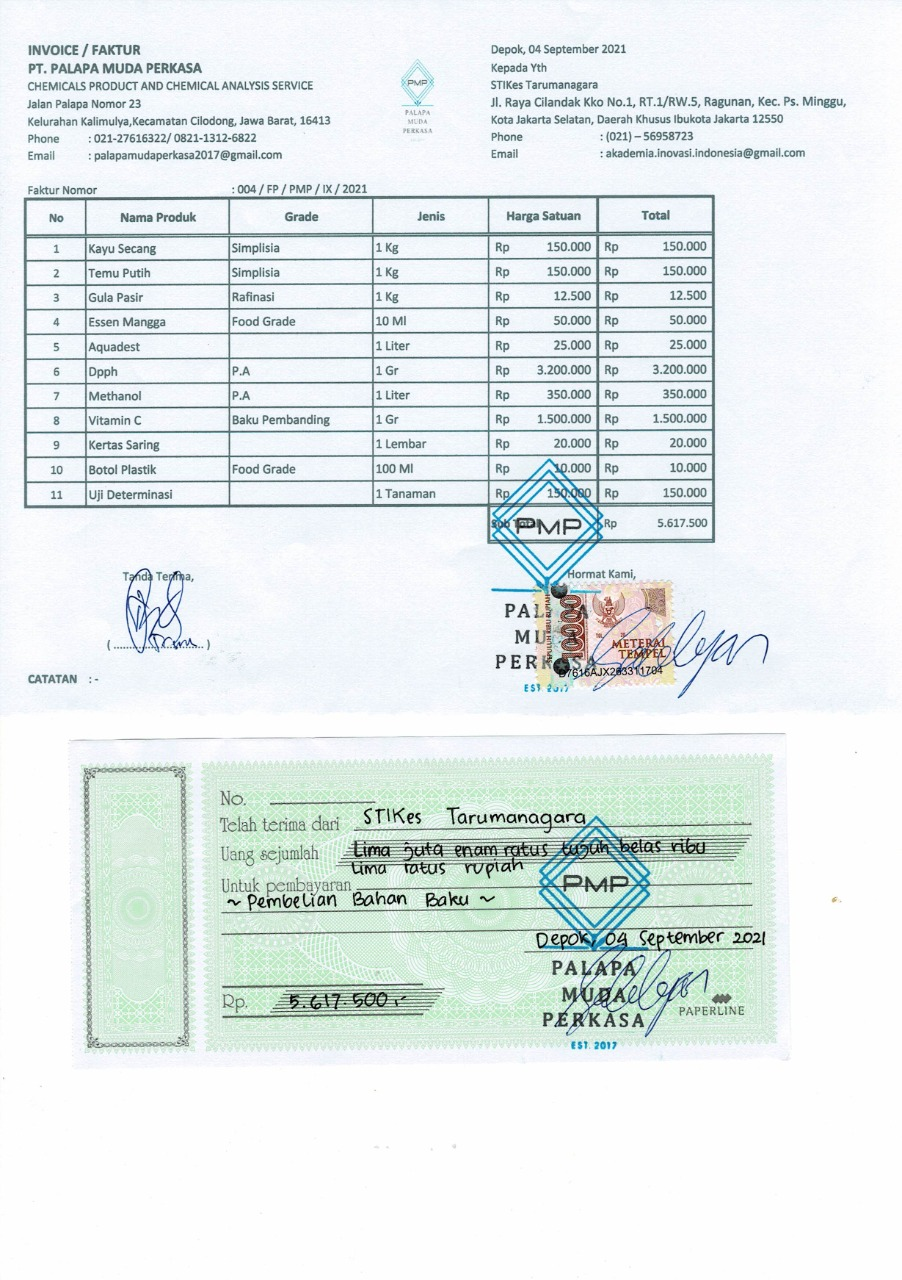 INVOICE / FAKTUR
PT. PALAPA MUDA PERKASA
CHEMICALS PRODUCT AND CHEMICAL ANALYSIS SERVICE
Jalan Palapa Nomor 23
Kelurahan Kalimulya,Kecamatan Cilodong, Jawa Barat, 16413
Phone : 021-27616322/ 0821-1312-6822
Email : palapamudaperkasa2017@gmail.com
PMP
PALAPA
MUDA
PERKASA
Depok, 04 September 2021
Kepada Yth
STIKes Tarumanagara
Jl. Raya Cilandak Kko No.1, RT.1/RW.5, Ragunan, Kec. Ps. Minggu,
Kota Jakarta Selatan, Daerah Khusus Ibukota Jakarta 12550
Phone : (021) – 56958723
Email : akademia.inovasi.indonesia@gmail.com
Faktur Nomor : 004 / FP / PMP / IX / 2021
No Nama Produk Grade Jenis Harga Satuan Total
1 Kayu Secang Simplisia 1 Kg Rp 150.000 Rp 150.000
2 Temu Putih Simplisia 1 Kg Rp 150.000 Rp 150.000
3 Gula Pasir Rafinasi 1 Kg Rp 12.500 Rp 12.500
4 Essen Mangga Food Grade 10 Ml Rp 50.000 Rp 50.000
5 Aquadest 1 Liter Rp 25.000 Rp 25.000
6 Dpph P.A 1 Gr Rp 3.200.000 Rp 3.200.000
7 Methanol P.A 1 Liter Rp 350.000 Rp 350.000
8 Vitamin C Baku Pembanding 1 Gr Rp 1.500.000 Rp 1.500.000
9 Kertas Saring 1 Lembar Rp 20.000 Rp 20.000
10 Botol Plastik Food Grade 100 Ml Rp 10.000 Rp 10.000
11 Uji Determinasi 1 Tanaman Rp 150.000 Rp 150.000
Sub Total Rp 5.617.500
PMP
Tanda Terima,
Hormat Kami,
PALAPA
MUDA
PERKASA
EST. 2017
SEPULUH RIBU RUPIAH
10000
METERAI
TEMPEL
D7616AJX263311704
(........................)
CATATAN : -
No.
Telah terima dari STIKes Tarumanagara
Uang sejumlah Lima juta enam ratus tujuh belas ribu
Lima ratus rupiah
Untuk pembayaran
~ Pembelian Bahan Baku ~
PMP
Depok, 04 September 2021
PALAPA
MUDA
PERKASA
EST. 2017
Rp. 5.617.500,-
PAPERLINE